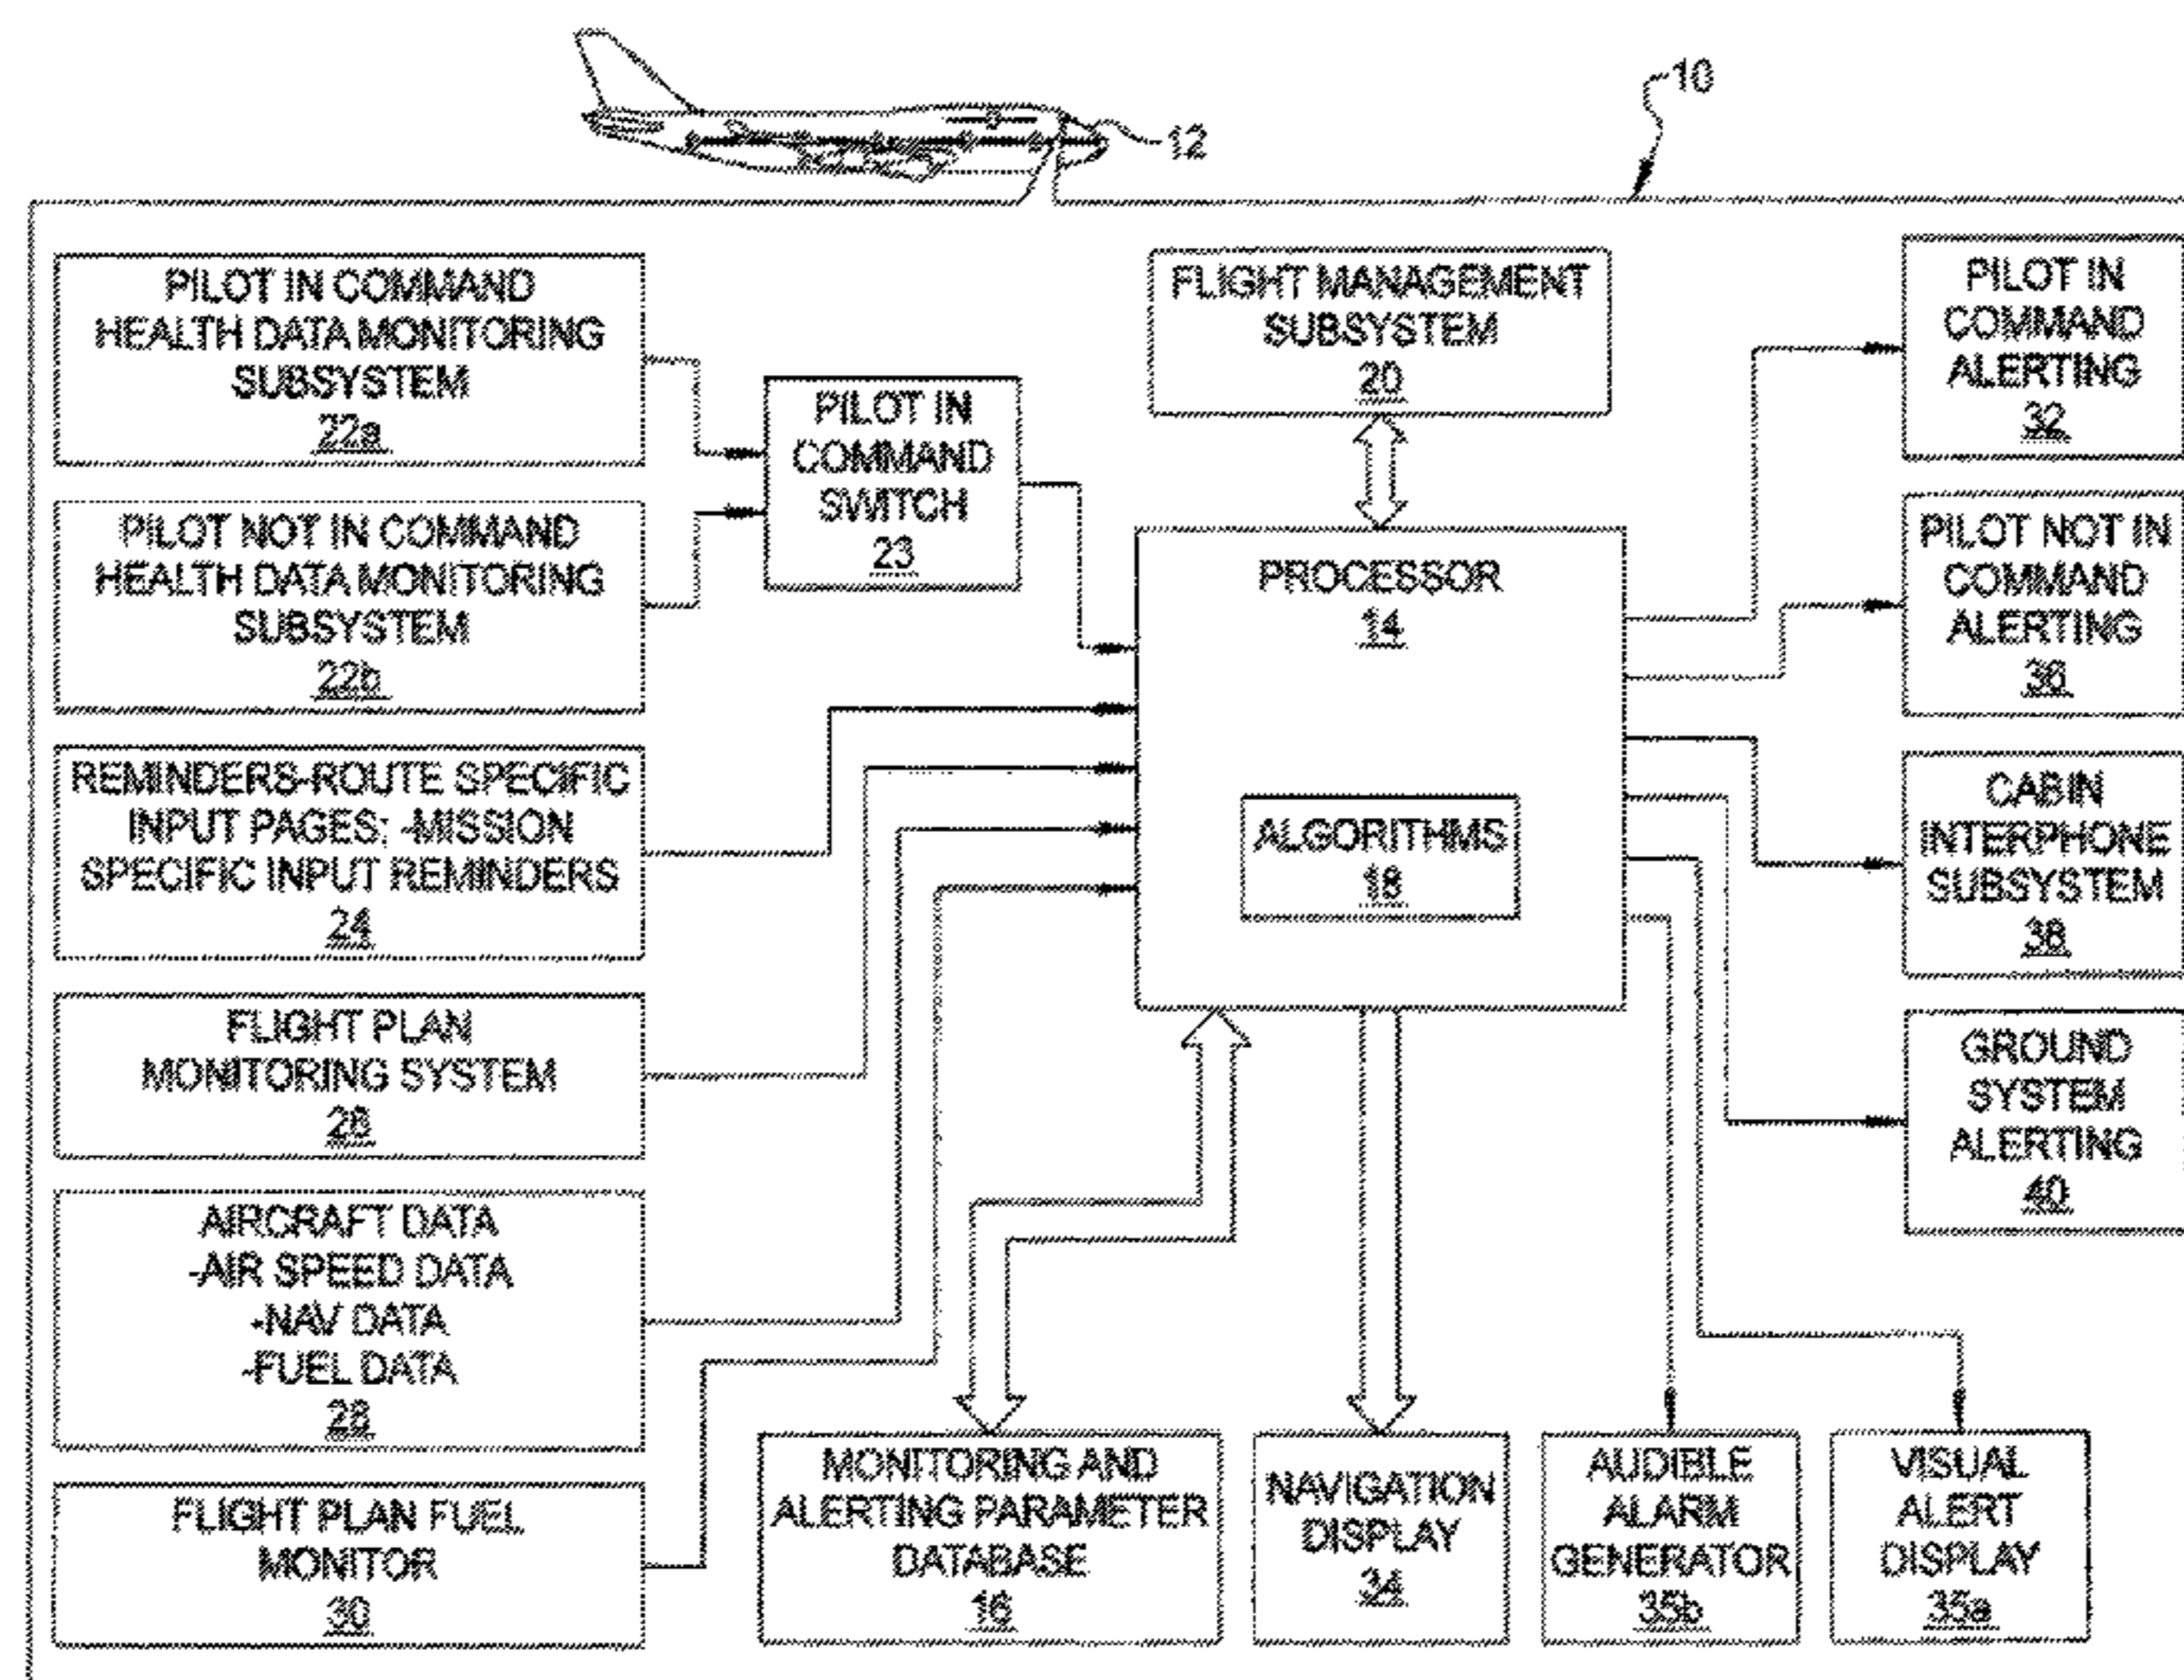 10
12
PILOT IN COMMAND
HEALTH DATA MONITORING
SUBSYSTEM
22a
PILOT NOT IN COMMAND
HEALTH DATA MONITORING
SUBSYSTEM
22b
REMINDERS-ROUTE SPECIFIC
INPUT PAGES; -MISSION
SPECIFIC INPUT REMINDERS
24
FLIGHT PLAN
MONITORING SYSTEM
26
AIRCRAFT DATA
-AIR SPEED DATA
-NAV DATA
-FUEL DATA
28
FLIGHT PLAN FUEL
MONITOR
30
PILOT IN
COMMAND
SWITCH
23
FLIGHT MANAGEMENT
SUBSYSTEM
20
PROCESSOR
14
ALGORITHMS
18
MONITORING AND
ALERTING PARAMETER
DATABASE
16
NAVIGATION
DISPLAY
34
AUDIBLE
ALARM
GENERATOR
35b
VISUAL
ALERT
DISPLAY
35a
PILOT IN
COMMAND
ALERTING
32
PILOT NOT IN
COMMAND
ALERTING
36
CABIN
INTERPHONE
SUBSYSTEM
38
GROUND
SYSTEM
ALERTING
40